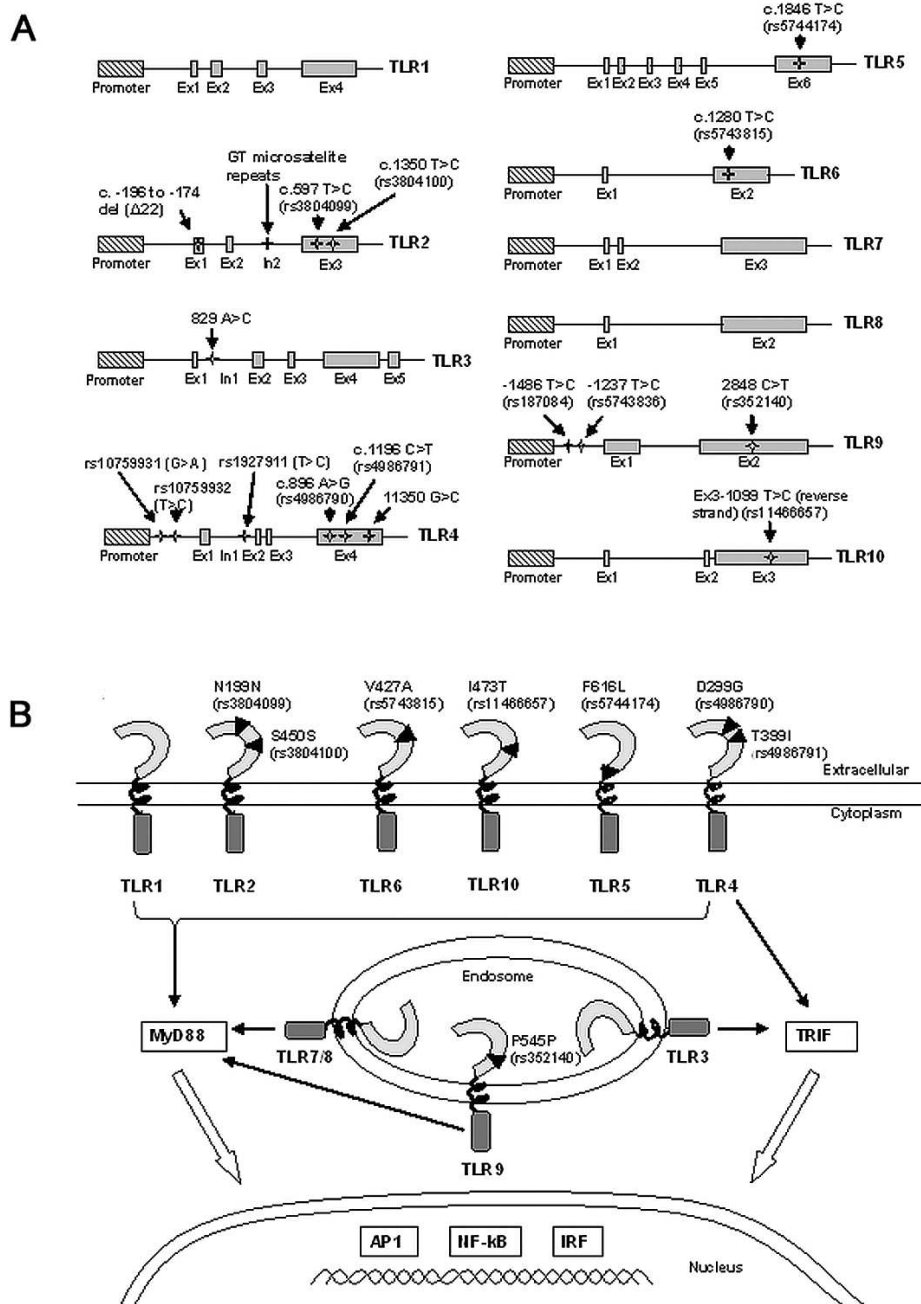 A
TLR1
Promoter
Ex1 Ex2 Ex3 Ex4
c. -196 to -174
del (Δ22)
GT microsatelite
repeats
c.597 T>C
(rs3804099)
c.1350 T>C
(rs3804100)
TLR2
Promoter
Ex1 Ex2 In2 Ex3
829 A>C
TLR3
Promoter
Ex1 In1 Ex2 Ex3 Ex4 Ex5
rs10759931 (G>A)
rs10759932
(T>C)
rs1927911 (T>C)
c.896 A>G
(rs4986790)
c.1196 C>T
(rs4986791)
11350 G>C
TLR4
Promoter
Ex1 In1 Ex2 Ex3 Ex4
c.1846 T>C
(rs5744174)
TLR5
Promoter
Ex1 Ex2 Ex3 Ex4 Ex5 Ex6
c.1280 T>C
(rs5743815)
TLR6
Promoter
Ex1 Ex2
TLR7
Promoter
Ex1 Ex2 Ex3
TLR8
Promoter
Ex1 Ex2
-1486 T>C
(rs187084)
-1237 T>C
(rs5743836)
2848 C>T
(rs352140)
TLR9
Promoter
Ex1 Ex2
Ex3-1099 T>C (reverse
strand) (rs11466657)
TLR10
Promoter
Ex1 Ex2 Ex3
B
N199N
(rs3804099)
S450S
(rs3804100)
V427A
(rs5743815)
I473T
(rs11466657)
F616L
(rs5744174)
D299G
(rs4986790)
T399I
(rs4986791)
Extracellular
Cytoplasm
TLR1 TLR2 TLR6 TLR10 TLR5 TLR4
Endosome
MyD88
TLR7/8
P545P
(rs352140)
TLR3
TRIF
TLR9
AP1 NF-kB IRF
Nucleus